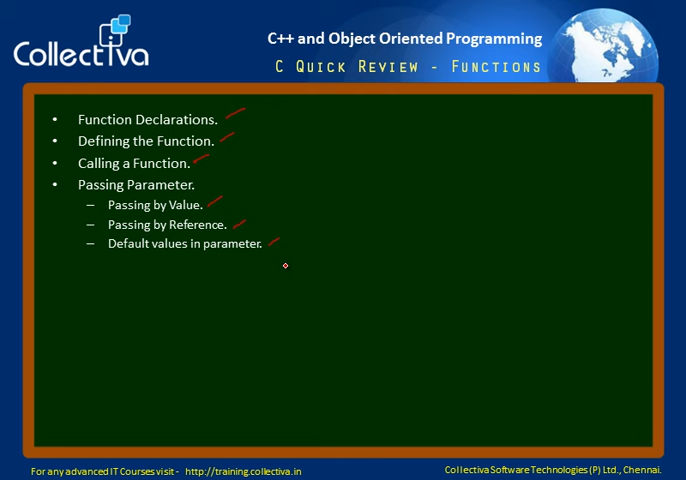 Collectiva
C++ and Object Oriented Programming
C Quick Review - Functions
• Function Declarations.
• Defining the Function.
• Calling a Function.
• Passing Parameter.
– Passing by Value.
– Passing by Reference.
– Default values in parameter.
For any advanced IT Courses visit - http://training.collectiva.in
Collectiva Software Technologies (P) Ltd., Chennai.